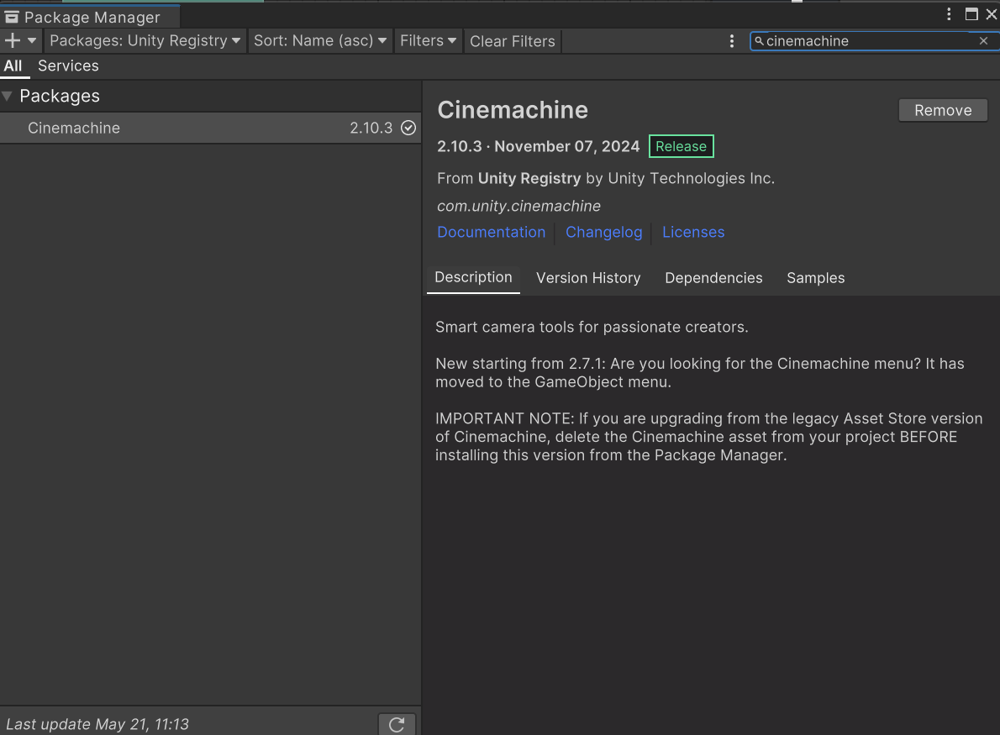 Package Manager
Packages: Unity Registry Sort: Name (asc) Filters Clear Filters cinemachine
All Services
Packages
Cinemachine 2.10.3
Cinemachine
Remove
2.10.3 · November 07, 2024 Release
From Unity Registry by Unity Technologies Inc.
com.unity.cinemachine
Documentation Changelog Licenses
Description Version History Dependencies Samples
Smart camera tools for passionate creators.
New starting from 2.7.1: Are you looking for the Cinemachine menu? It has
moved to the GameObject menu.
IMPORTANT NOTE: If you are upgrading from the legacy Asset Store version
of Cinemachine, delete the Cinemachine asset from your project BEFORE
installing this version from the Package Manager.
Last update May 21, 11:13